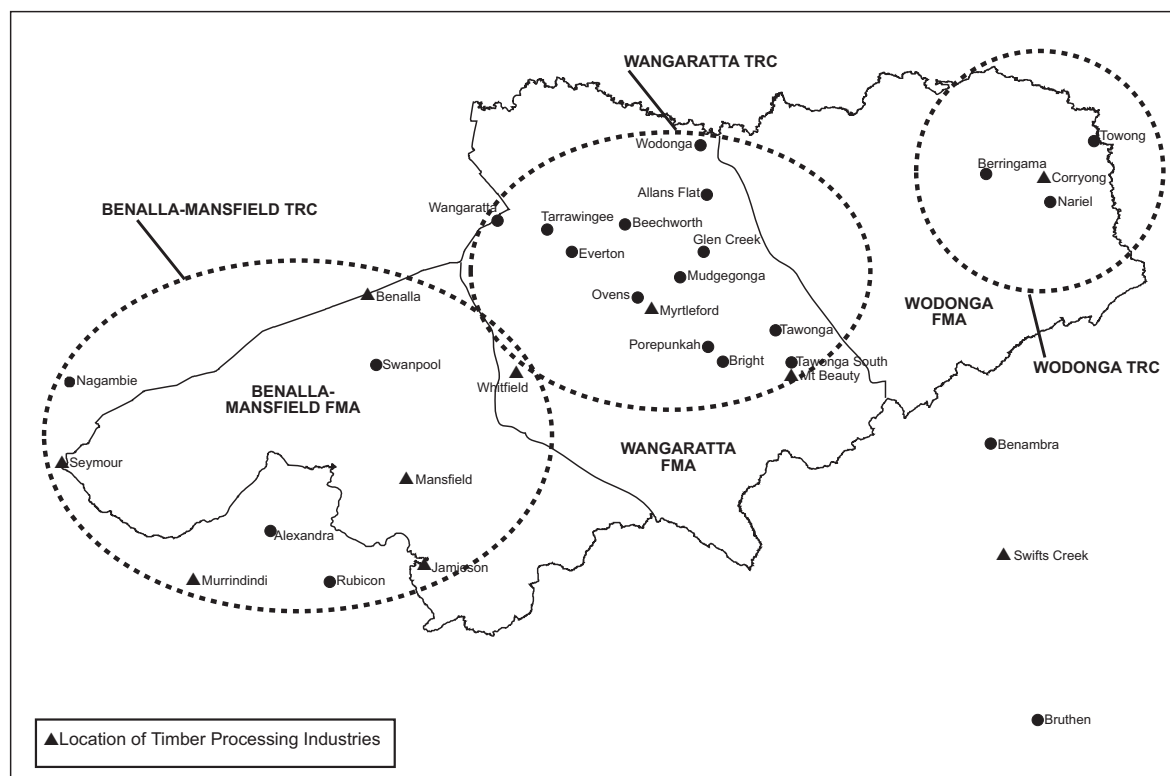 WANGARATTA TRC
Wodonga
Towong
Berringama
Corryong
Allans Flat
Nariel
BENALLA-MANSFIELD TRC
Wangaratta
Tarrawingee
Beechworth
Glen Creek
Everton
Mudgegonga
Benalla
Ovens
Myrtleford
WODONGA
FMA
Tawonga
Porepunkah
Bright
Tawonga South
Mt Beauty
WODONGA TRC
Swanpool
Nagambie
Whitfield
BENALLA-
MANSFIELD FMA
WANGARATTA
FMA
Benambra
Seymour
Mansfield
Alexandra
Swifts Creek
Jamieson
Murrindindi
Rubicon
Bruthen
Location of Timber Processing Industries